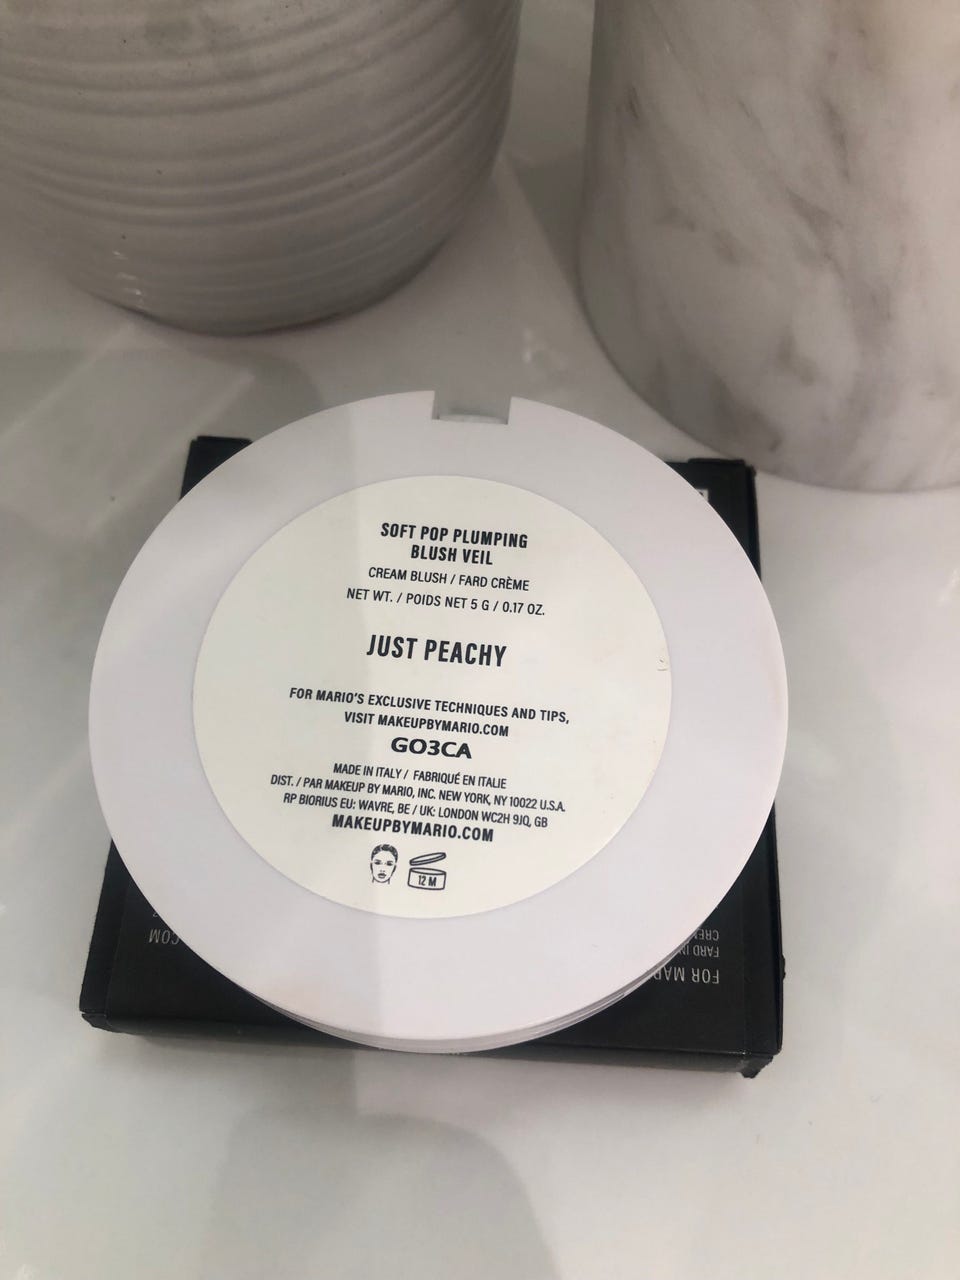 SOFT POP PLUMPING
BLUSH VEIL
CREAM BLUSH / FARD CRÈME
NET WT. / POIDS NET 5 G / 0.17 OZ.
JUST PEACHY
FOR MARIO'S EXCLUSIVE TECHNIQUES AND TIPS,
VISIT MAKEUPBYMARIO.COM
GO3CA
MADE IN ITALY / FABRIQUÉ EN ITALIE
DIST. / PAR MAKEUP BY MARIO, INC. NEW YORK, NY 10022 U.S.A.
RP BIORIUS EU: WAVRE, BE / UK: LONDON WC2H 9JQ, GB
MAKEUPBYMARIO.COM
12 M
FOR
FARD